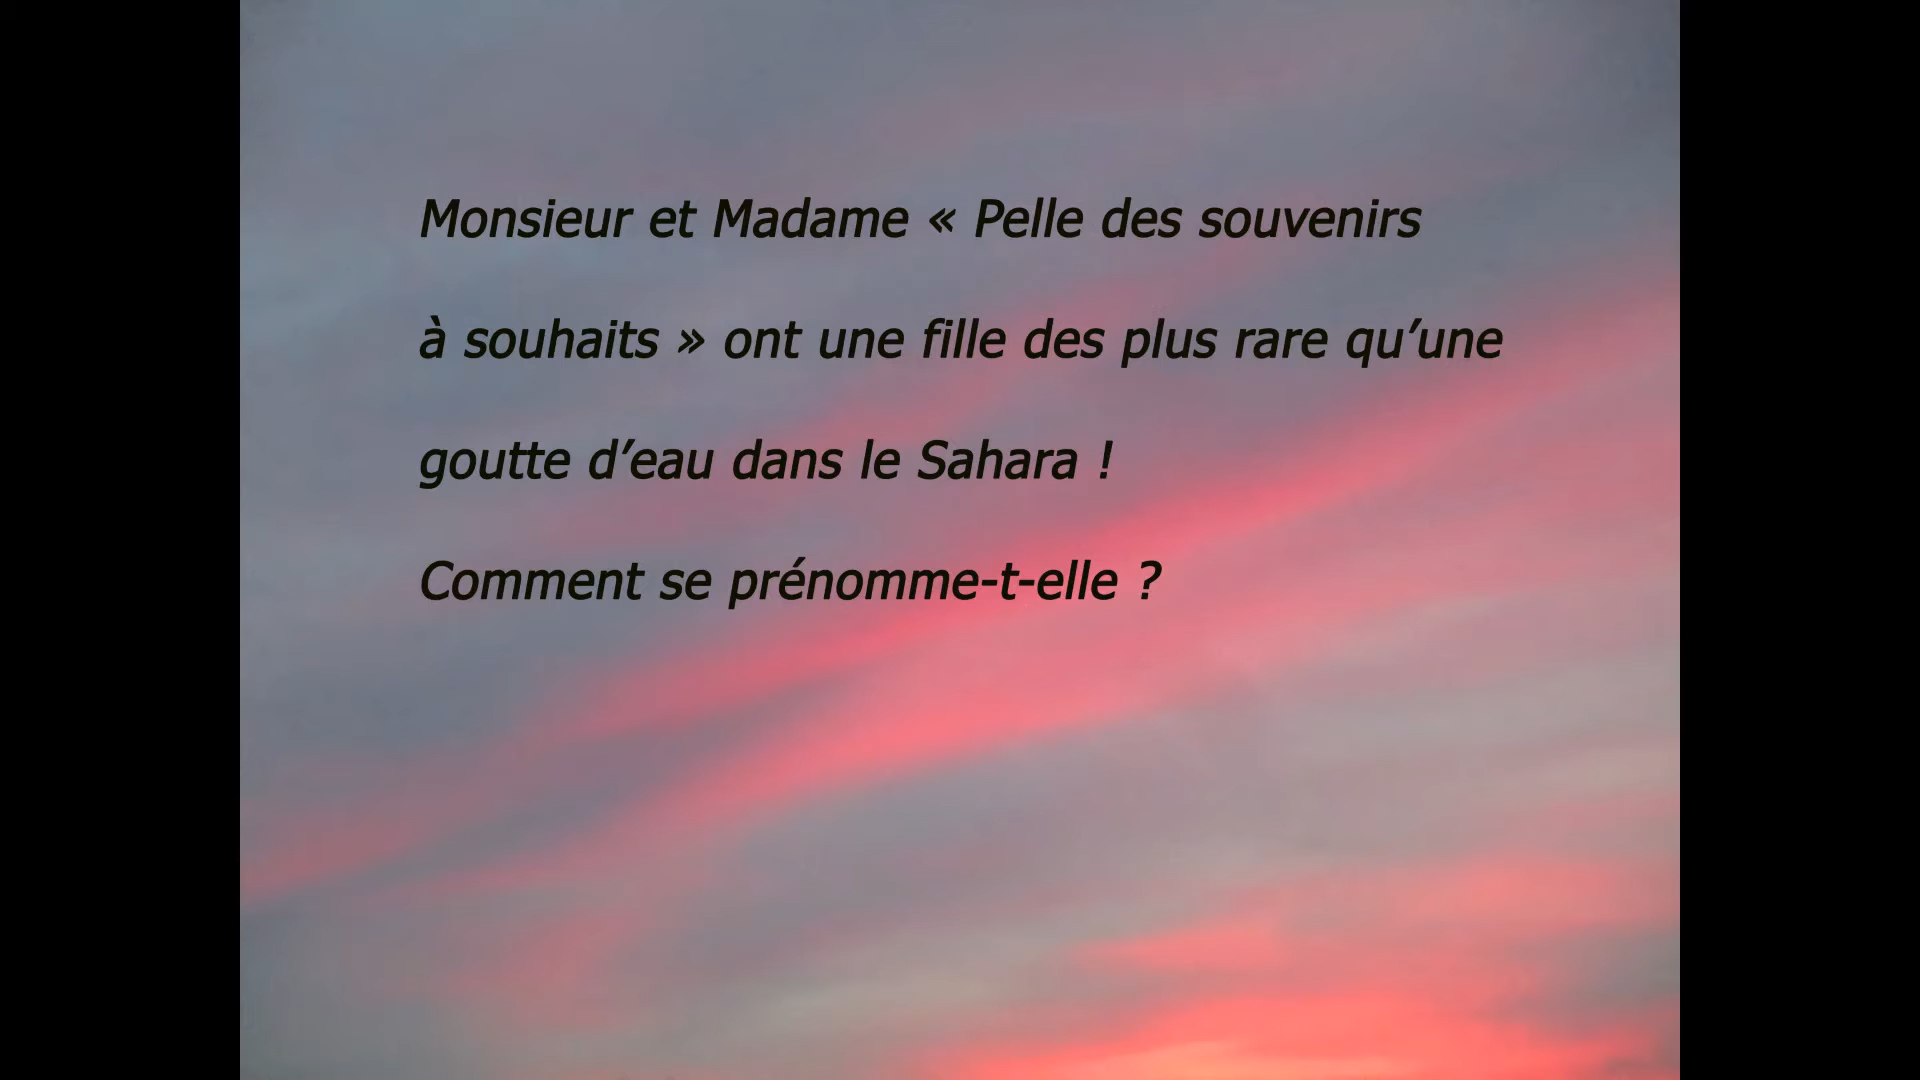 Monsieur et Madame « Pelle des souvenirs
à souhaits » ont une fille des plus rare qu’une
goutte d’eau dans le Sahara !
Comment se prénomme-t-elle ?